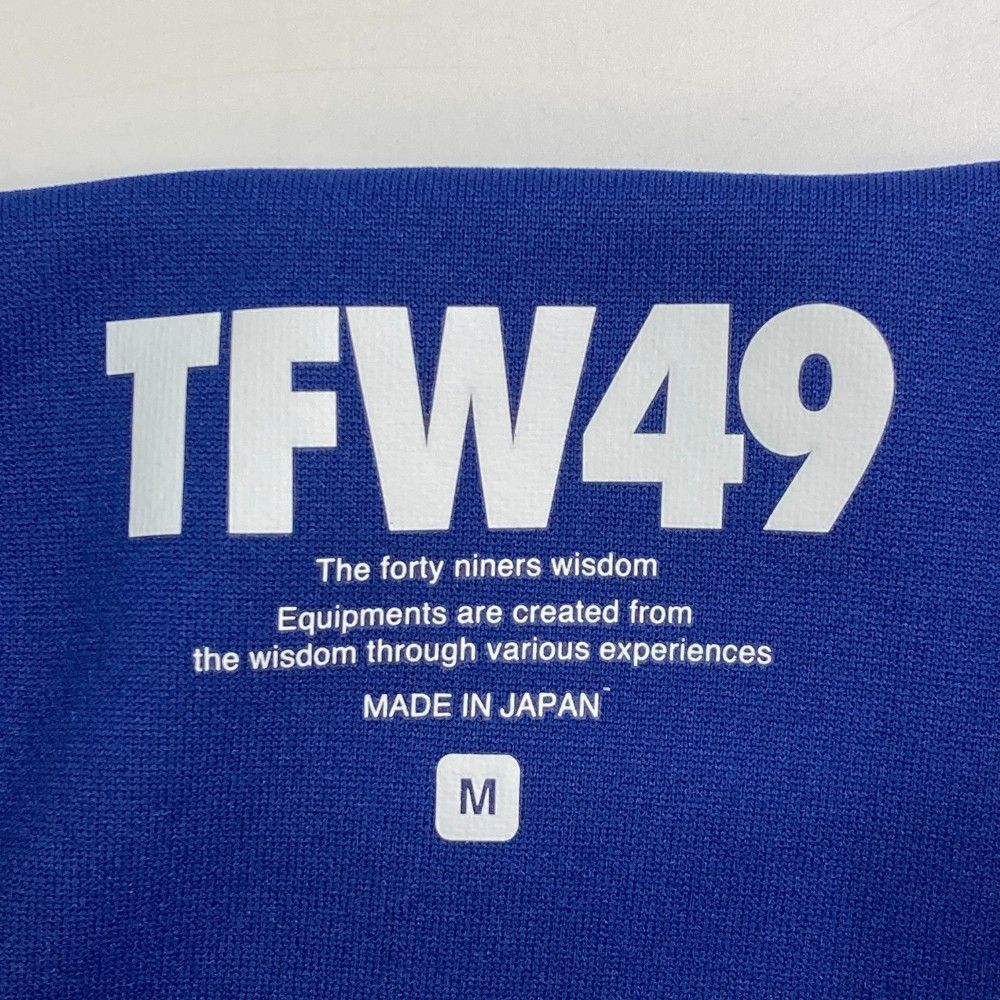 TFW49
The forty niners wisdom
Equipments are created from
the wisdom through various experiences
MADE IN JAPAN
M